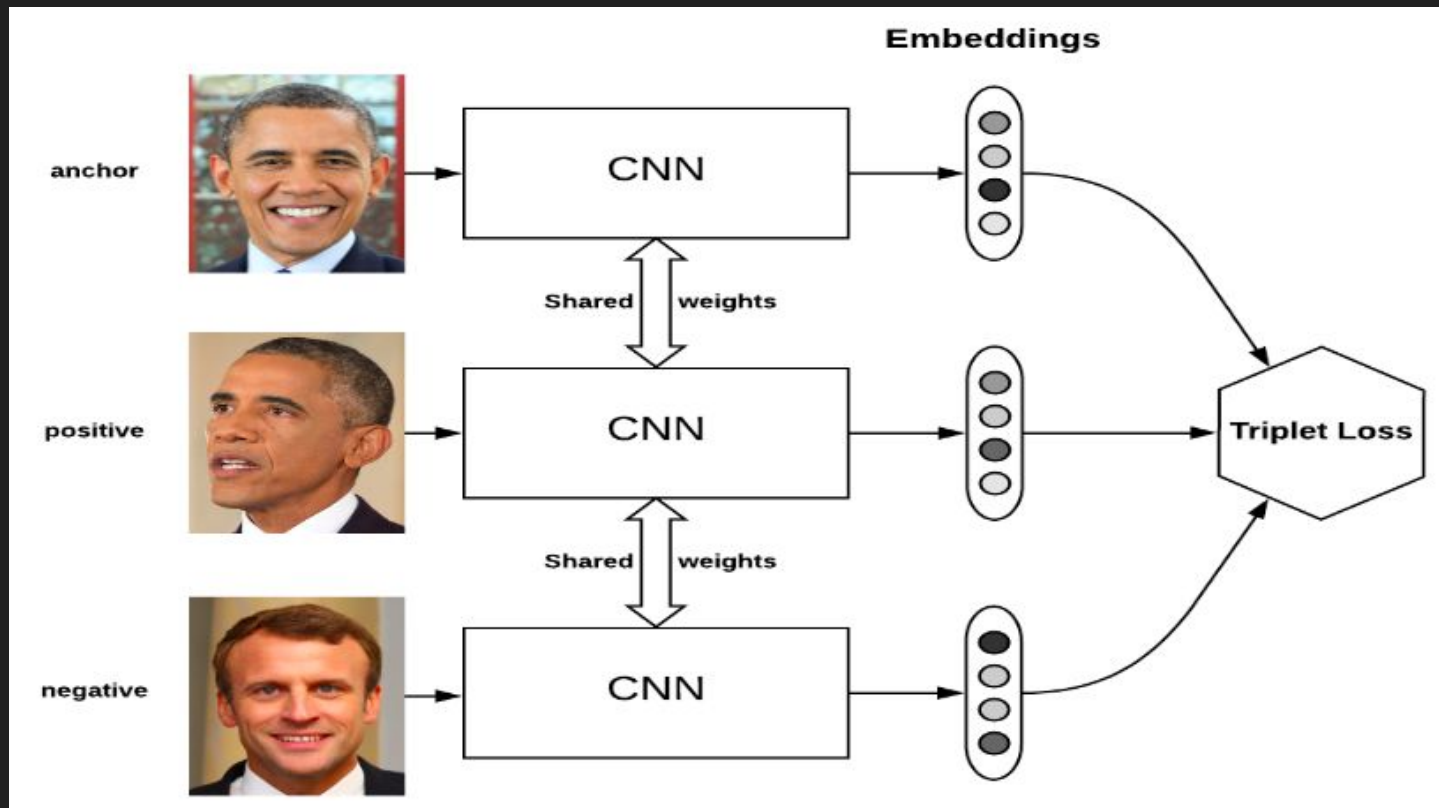 Embeddings
anchor
CNN
Shared weights
positive
CNN
Triplet Loss
Shared weights
negative
CNN